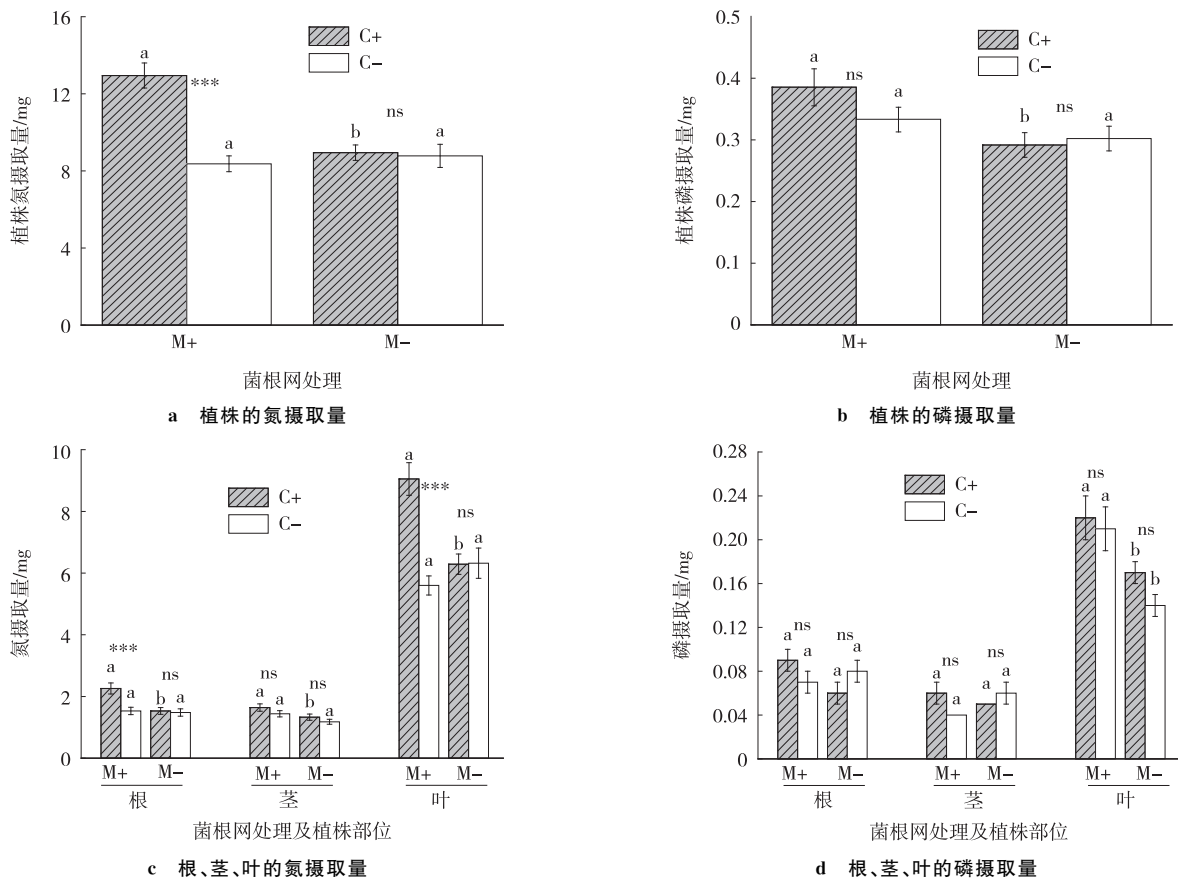 16
12
8
4
0
植株氮摄取量/mg
C+
C−
a
***
a
b
ns
a
M+
M−
菌根网处理
a 植株的氮摄取量
0.5
0.4
0.3
0.2
0.1
0
植株磷摄取量/mg
C+
C−
a
ns
a
b
ns
a
M+
M−
菌根网处理
b 植株的磷摄取量
10
8
6
4
2
0
氮摄取量/mg
C+
C−
***
a
a
ns
b
a
ns
a
a
ns
b
a
a
***
a
ns
b
a
M+ M− M+ M− M+ M−
根 茎 叶
菌根网处理及植株部位
c 根、茎、叶的氮摄取量
0.28
0.24
0.20
0.16
0.12
0.08
0.04
0
磷摄取量/mg
C+
C−
ns
a
a
ns
a
a
ns
a
a
ns
a
a
ns
a
a
ns
b
b
M+ M− M+ M− M+ M−
根 茎 叶
菌根网处理及植株部位
d 根、茎、叶的磷摄取量